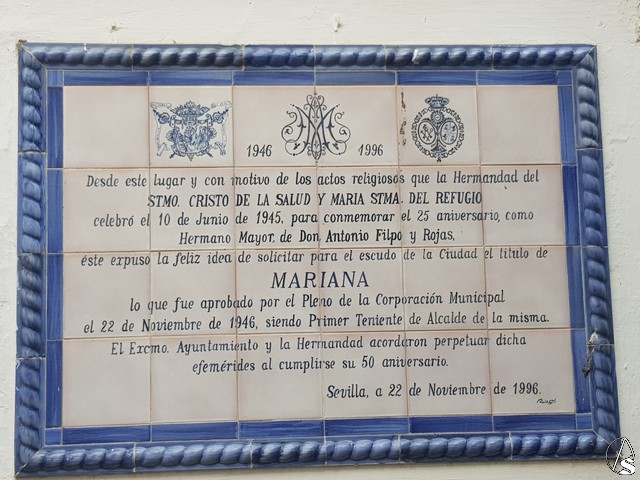 1946 1996
Desde este lugar y con motivo de los actos religiosos que la Hermandad del
STMO. CRISTO DE LA SALUD Y MARIA STMA. DEL REFUGIO
celebró el 10 de Junio de 1945, para conmemorar el 25 aniversario, como
Hermano Mayor, de Don Antonio Filpo y Rojas,
éste expuso la feliz idea de solicitar para el escudo de la Ciudad el título de
MARIANA
lo que fue aprobado por el Pleno de la Corporación Municipal
el 22 de Noviembre de 1946, siendo Primer Teniente de Alcalde de la misma.
El Excmo. Ayuntamiento y la Hermandad acordaron perpetuar dicha
efemérides al cumplirse su 50 aniversario.
Sevilla, a 22 de Noviembre de 1996.